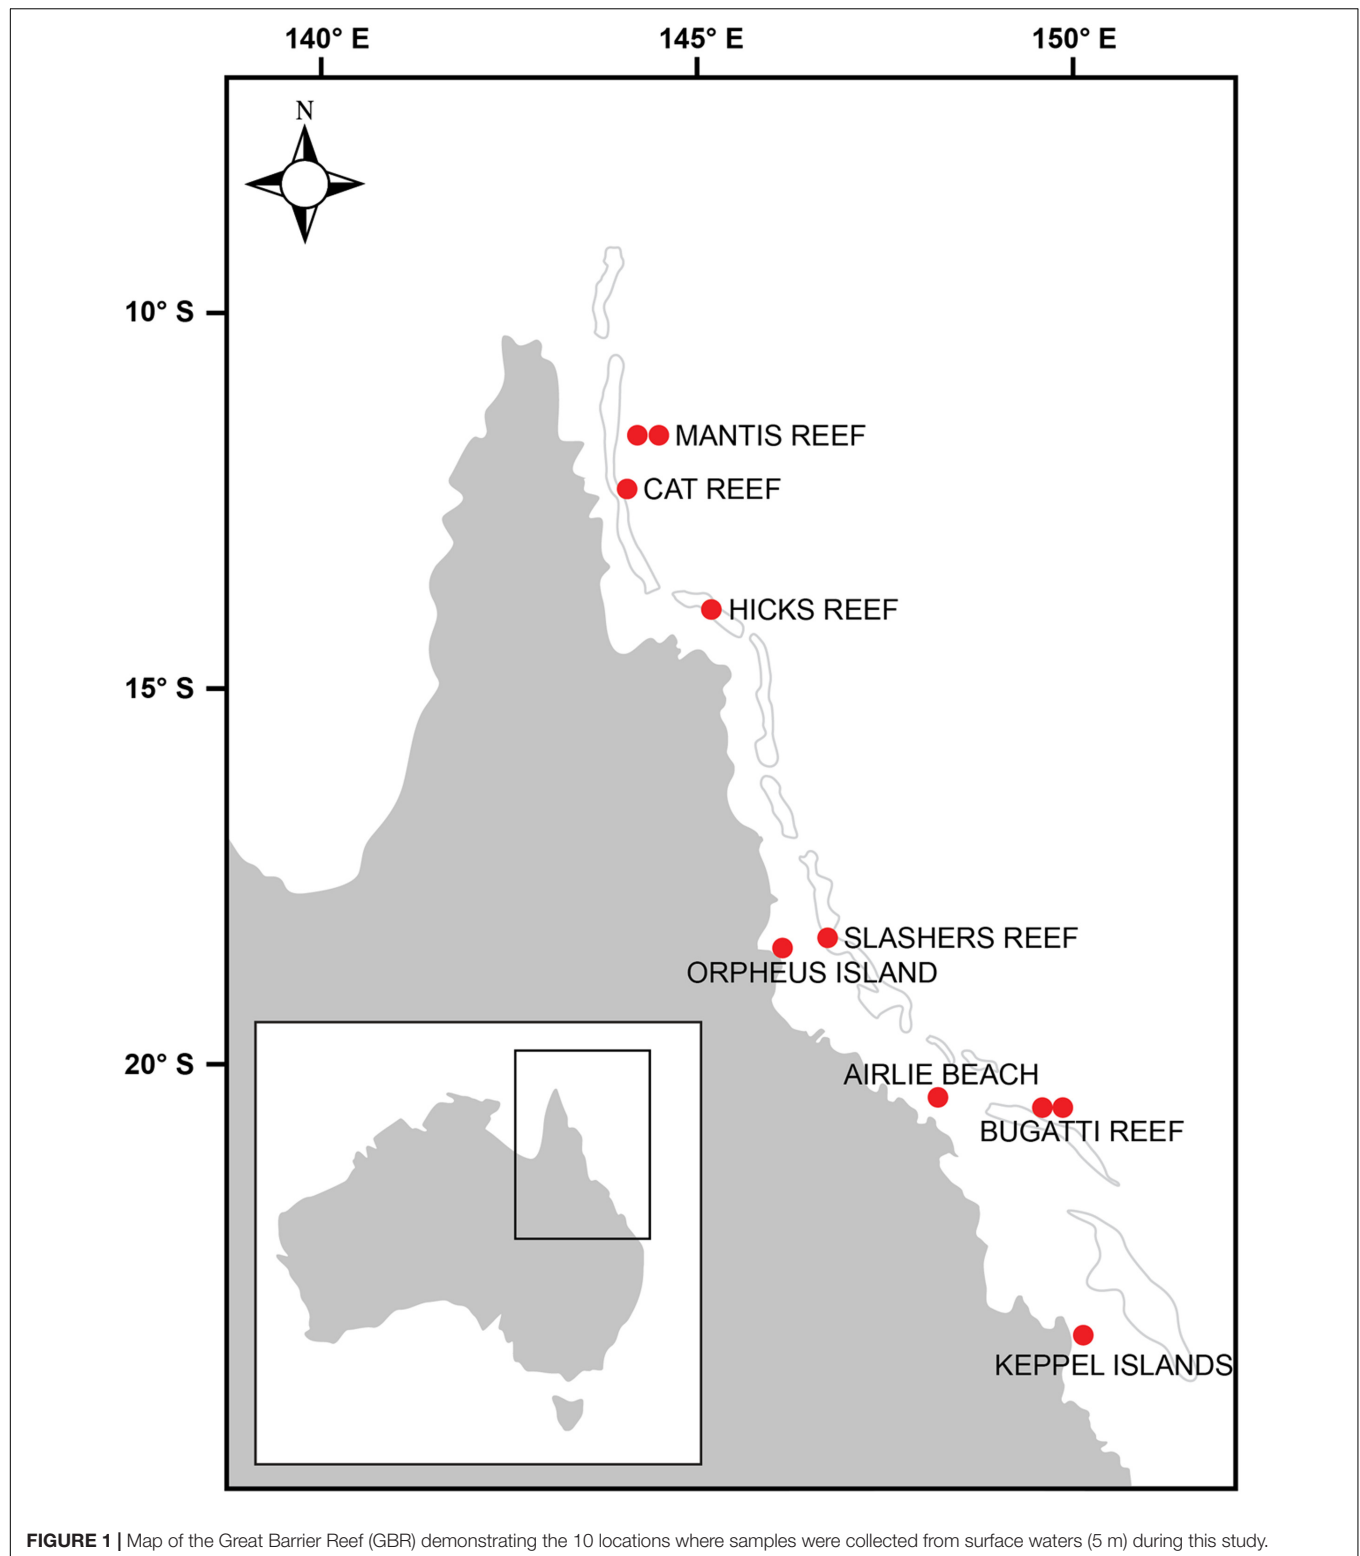 140° E 145° E 150° E
N
10° S
MANTIS REEF
CAT REEF
HICKS REEF
15° S
SLASHERS REEF
ORPHEUS ISLAND
20° S
AIRLIE BEACH
BUGATTI REEF
KEPPEL ISLANDS
FIGURE 1 | Map of the Great Barrier Reef (GBR) demonstrating the 10 locations where samples were collected from surface waters (5 m) during this study.